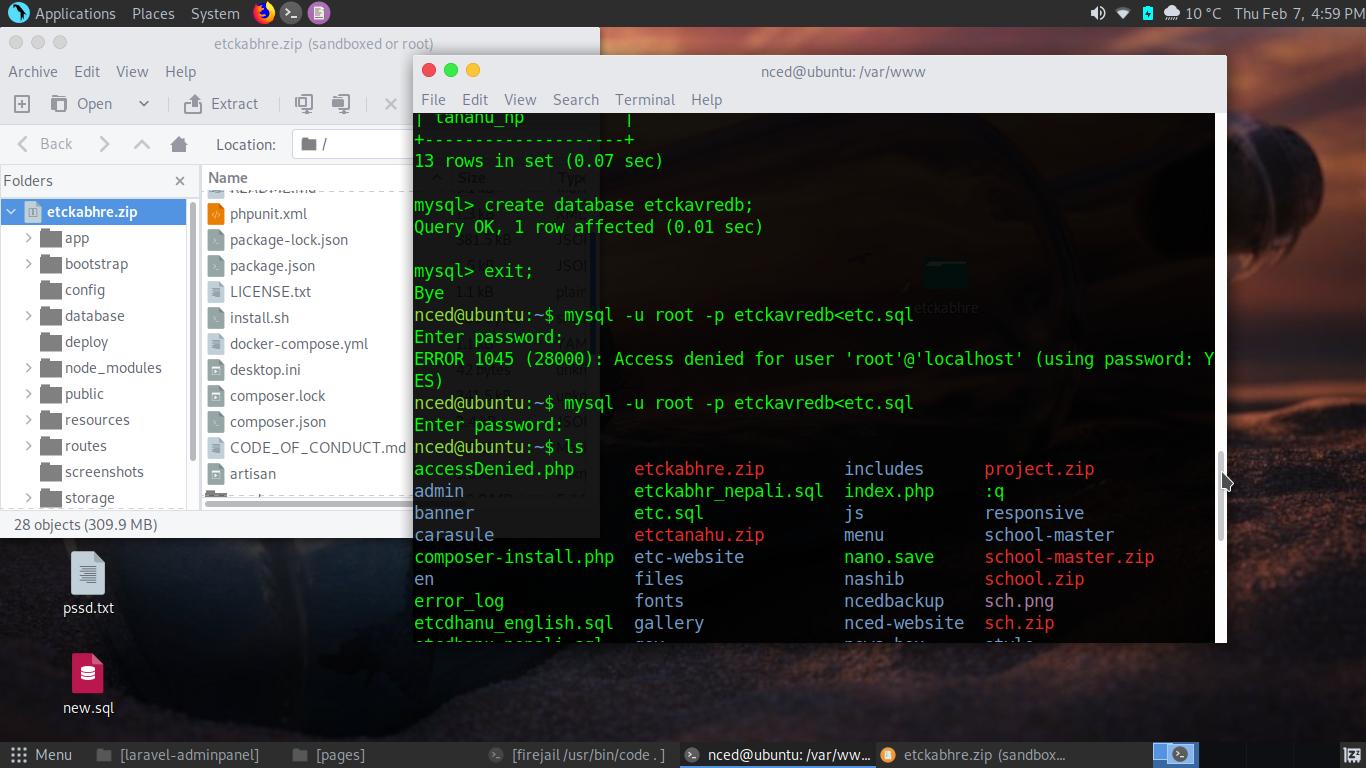 Applications Places System 10 °C Thu Feb 7, 4:59 PM
etckabhre.zip (sandboxed or root)
Archive Edit View Help
Open Extract
Back Location: /
Folders
etckabhre.zip
app
bootstrap
config
database
deploy
node_modules
public
resources
routes
screenshots
storage
Name Size Type
README.md
phpunit.xml
package-lock.json
package.json
LICENSE.txt
install.sh
docker-compose.yml
desktop.ini
composer.lock
composer.json
CODE_OF_CONDUCT.md
artisan
28 objects (309.9 MB)
nced@ubuntu: /var/www
File Edit View Search Terminal Help
| tanahu_np |
+--------------------+
13 rows in set (0.07 sec)
mysql> create database etckavredb;
Query OK, 1 row affected (0.01 sec)
mysql> exit;
Bye
nced@ubuntu:~$ mysql -u root -p etckavredb<etc.sql
Enter password:
ERROR 1045 (28000): Access denied for user 'root'@'localhost' (using password: Y
ES)
nced@ubuntu:~$ mysql -u root -p etckavredb<etc.sql
Enter password:
nced@ubuntu:~$ ls
accessDenied.php etckabhre.zip includes project.zip
admin etckabhr_nepali.sql index.php :q
banner etc.sql js responsive
carasule etctanahu.zip menu school-master
composer-install.php etc-website nano.save school-master.zip
en files nashib school.zip
error_log fonts ncedbackup sch.png
etcdhanu_english.sql gallery nced-website sch.zip
etckabhre
pssd.txt
new.sql
Menu [laravel-adminpanel] [pages] [firejail /usr/bin/code . ] nced@ubuntu: /var/ww... etckabhre.zip (sandbox...